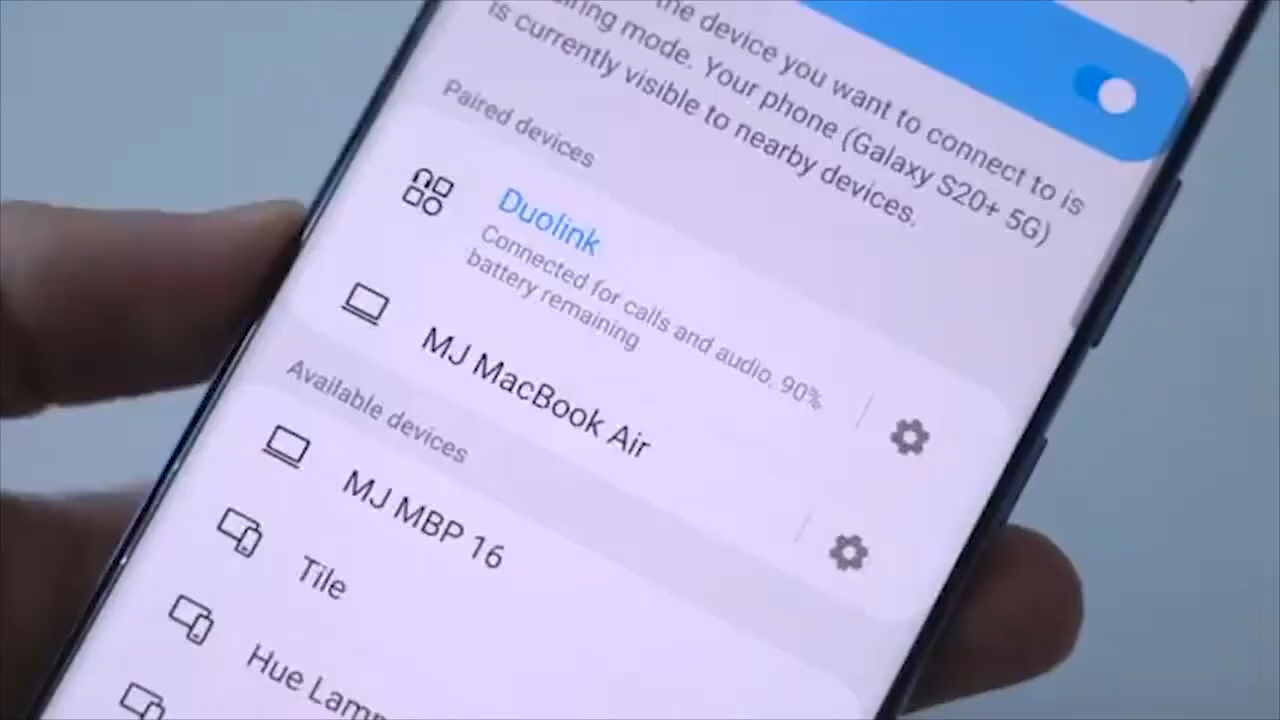 the device you want to connect to is
mode. Your phone (Galaxy S20+ 5G)
is currently visible to nearby devices.
Paired devices
Duolink
Connected for calls and audio. 90%
battery remaining
MJ MacBook Air
Available devices
MJ MBP 16
Tile
Hue